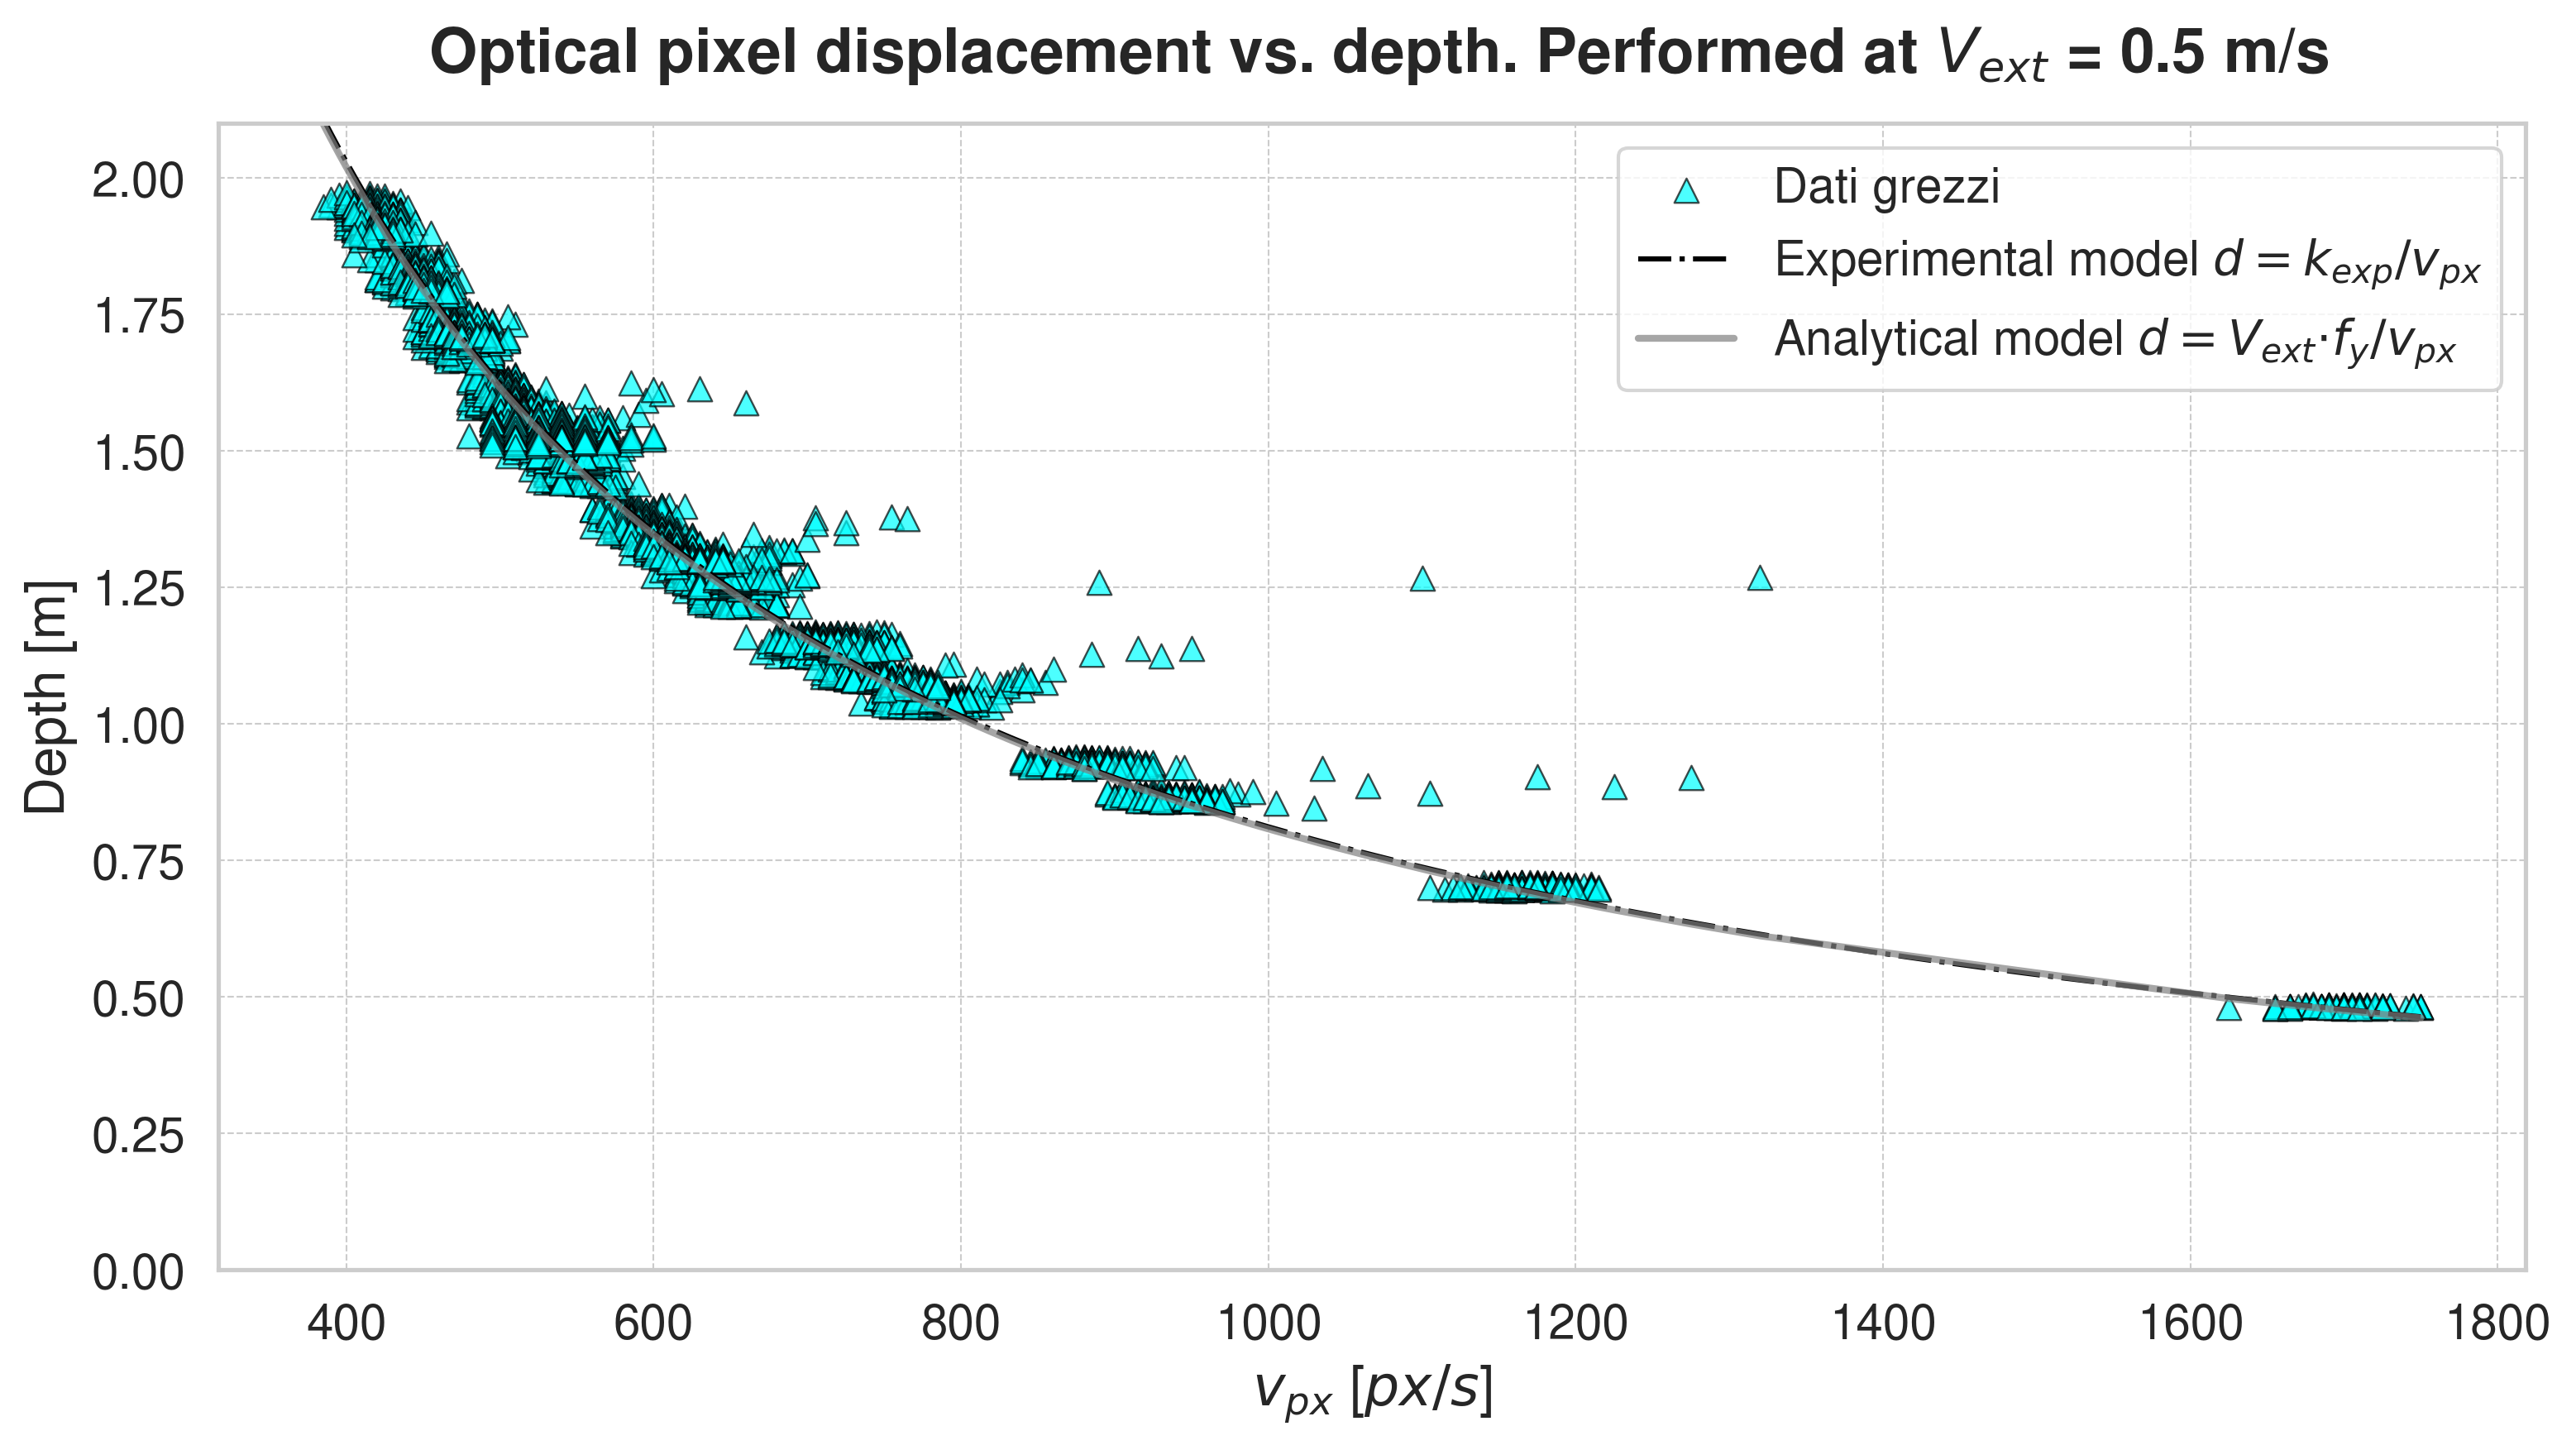 Optical pixel displacement vs. depth. Performed at V_ext = 0.5 m/s
Dati grezzi
Experimental model d = k_exp/v_px
Analytical model d = V_ext·f_y/v_px
Depth [m]
2.00
1.75
1.50
1.25
1.00
0.75
0.50
0.25
0.00
400 600 800 1000 1200 1400 1600 1800
v_px [px/s]